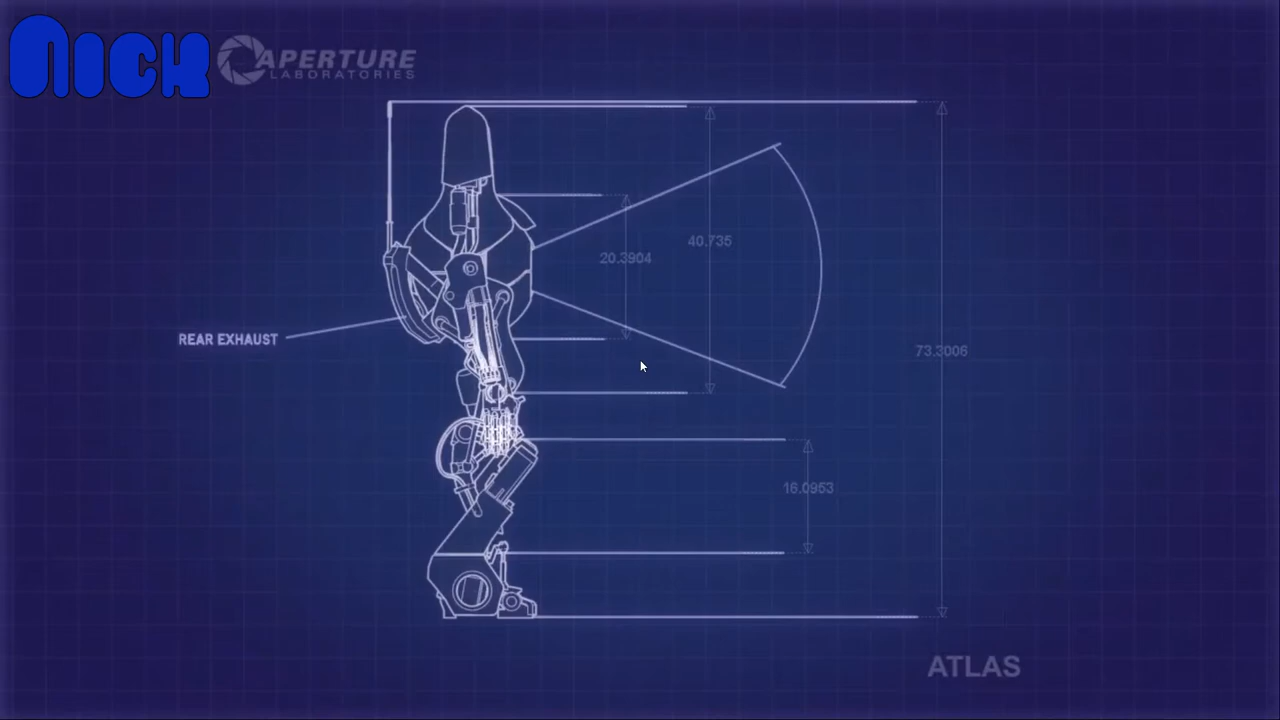 NICK
APERTURE
LABORATORIES
40.735
20.3904
REAR EXHAUST
73.3006
16.0953
ATLAS